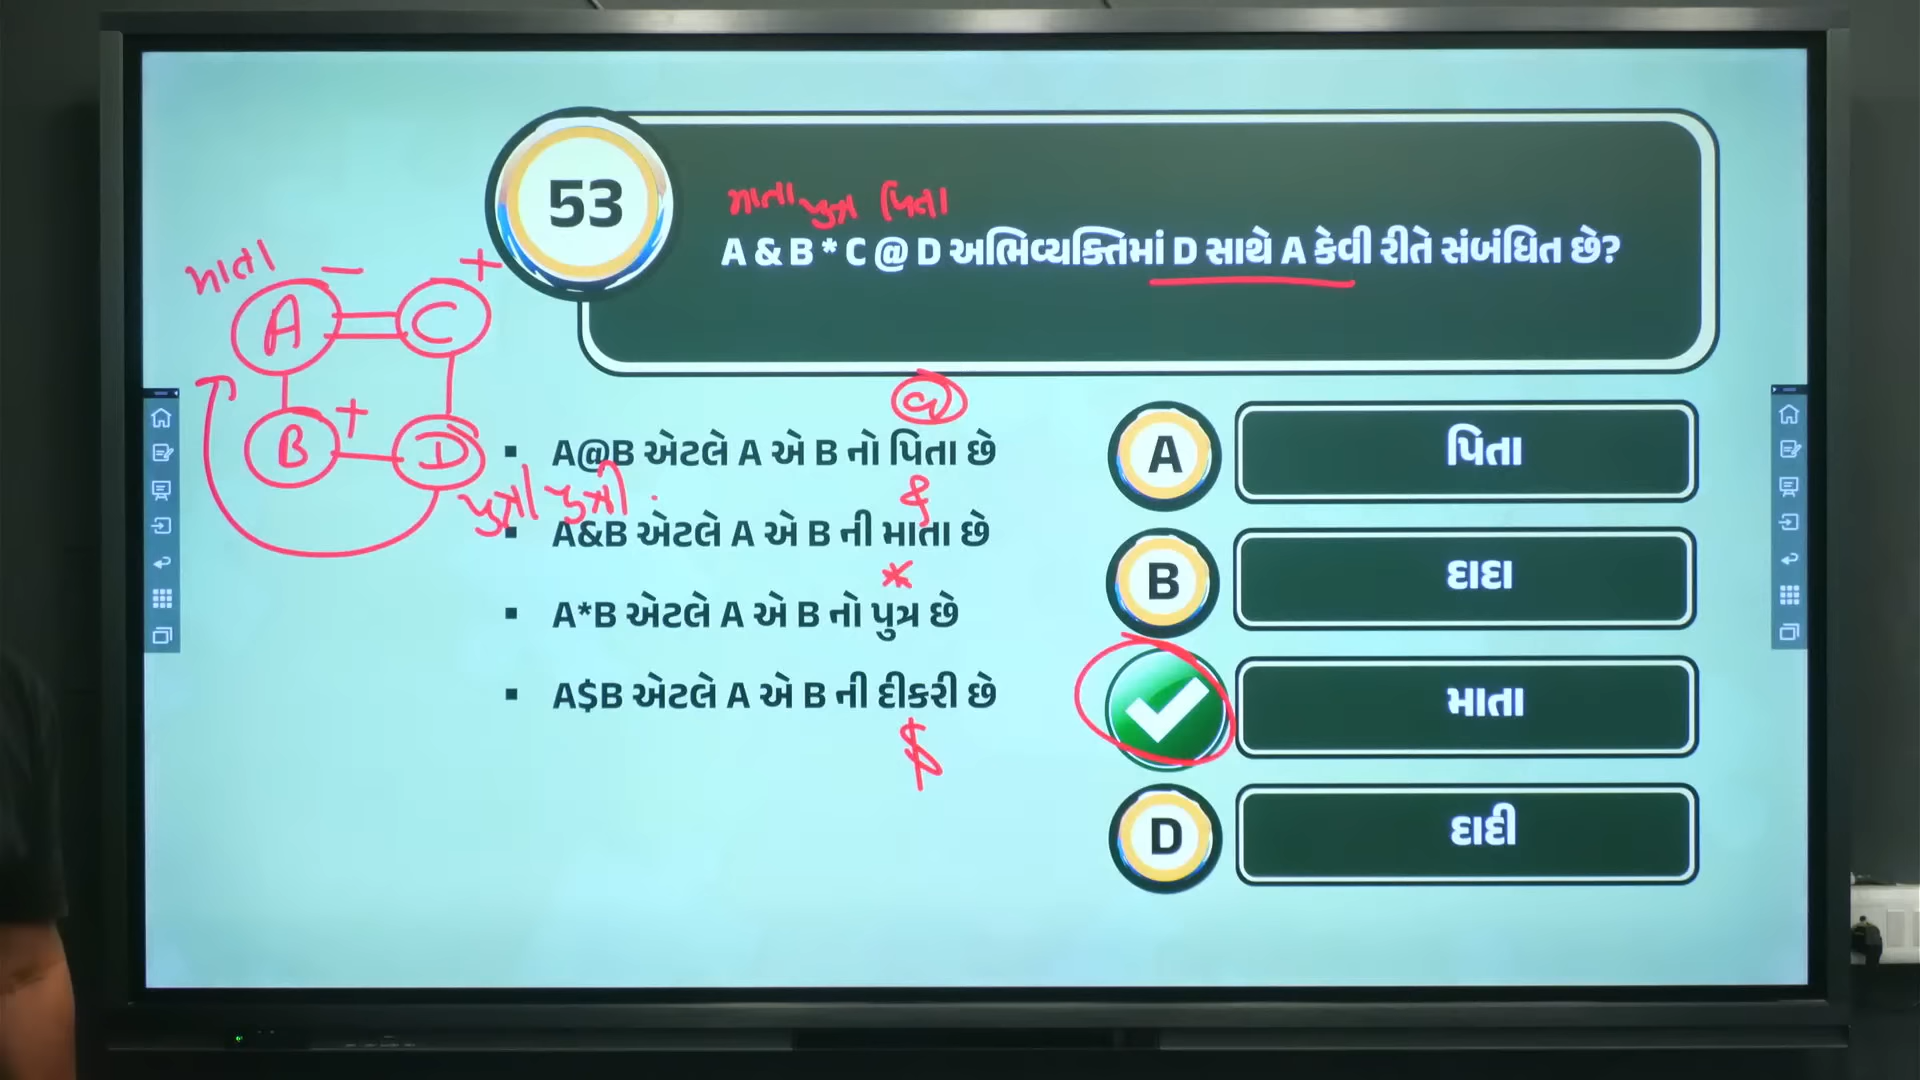 53
માતા પુત્ર પિતા
A & B * C @ D અભિવ્યક્તિમાં D સાથે A કેવી રીતે સંબંધિત છે?
માતા
A − = C +
B + − D
પુત્ર / પુત્રી
@
A@B એટલે A એ B નો પિતા છે
&
A&B એટલે A એ B ની માતા છે
*
A*B એટલે A એ B નો પુત્ર છે
A$B એટલે A એ B ની દીકરી છે
$
A પિતા
B દાદા
માતા
D દાદી